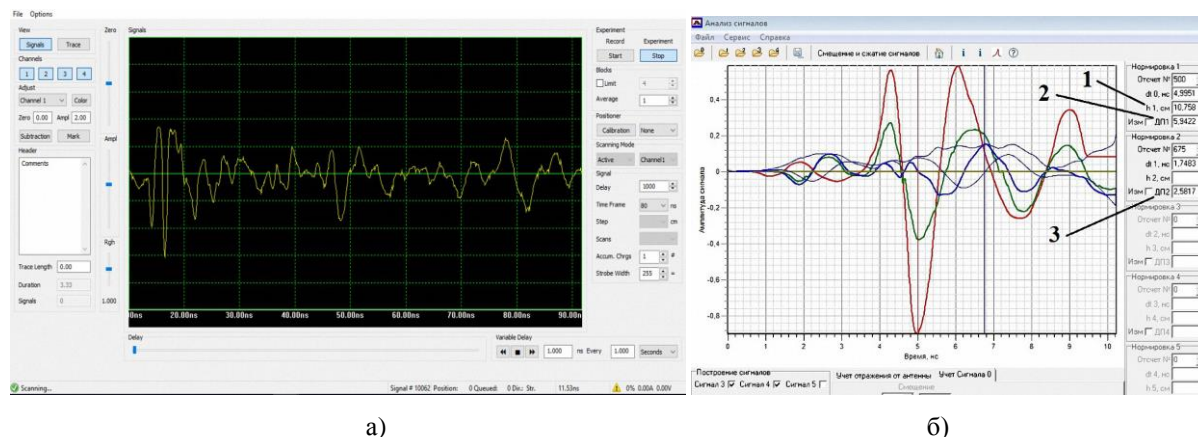 File Options
View
Signals Trace
Channels
1 2 3 4
Adjust
Channel 1 Color
Zero 0.00 Ampl 2.00
Subtraction Mark
Header
Comments
Trace Length 0.00
Duration 3.33
Signals 0
Zero
Ampl
Rgh
1.000
Signals
20.00ns 30.00ns 40.00ns 50.00ns 60.00ns 70.00ns 80.00ns 90.00ns
Delay
Variable Delay
1.000 ns Every 1.000 Seconds
Experiment
Record Experiment
Start Stop
Blocks
Limit 4
Average 1
Positioner
Calibration None
Scanning Mode
Active Channel1
Signal
Delay 1000
Time Frame 80 ns
Step cm
Scans
Accum. Chrgs 1 #
Strobe Width 255 =
Scanning... Signal # 10062 Position: 0 Queued: 0 Dir.: Str. 11.53ns 0% 0.00A 0.00V
а)
Анализ сигналов
Файл Сервис Справка
Смещение и сжатие сигналов
Амплитуда сигнала
0,4
0,2
0
-0,2
-0,4
-0,6
-0,8
0 1 2 3 4 5 6 7 8 9 10
Время, нс
1
2
3
Нормировка 1
Отсчет № 500
dt 0, нс 4,9951
h 1, см 10,758
Изм ДП1 5,9422
Нормировка 2
Отсчет № 675
dt 1, нс 1,7483
h 2, см
Изм ДП2 2,5817
Нормировка 3
Отсчет № 0
dt 2, нс
h 3, см
Изм ДП3
Нормировка 4
Отсчет № 0
dt 3, нс
h 4, см
Изм ДП4
Нормировка 5
Отсчет № 0
dt 4, нс
h 5, см
Построение сигналов
Сигнал 3 Сигнал 4 Сигнал 5
Учет отражения от антенны Учет Сигнала 0
Смещение
б)